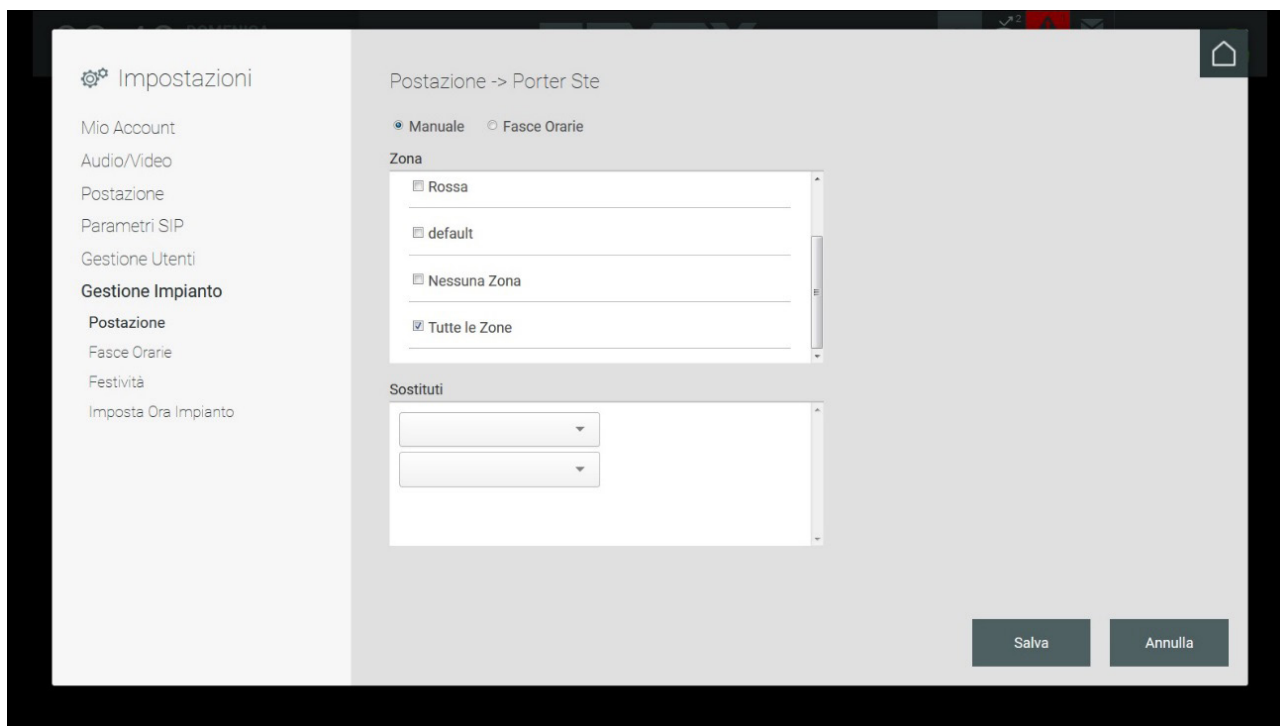 Impostazioni
Mio Account
Audio/Video
Postazione
Parametri SIP
Gestione Utenti
Gestione Impianto
Postazione
Fasce Orarie
Festività
Imposta Ora Impianto
Postazione -> Porter Ste
Manuale Fasce Orarie
Zona
Rossa
default
Nessuna Zona
Tutte le Zone
Sostituti
Salva Annulla